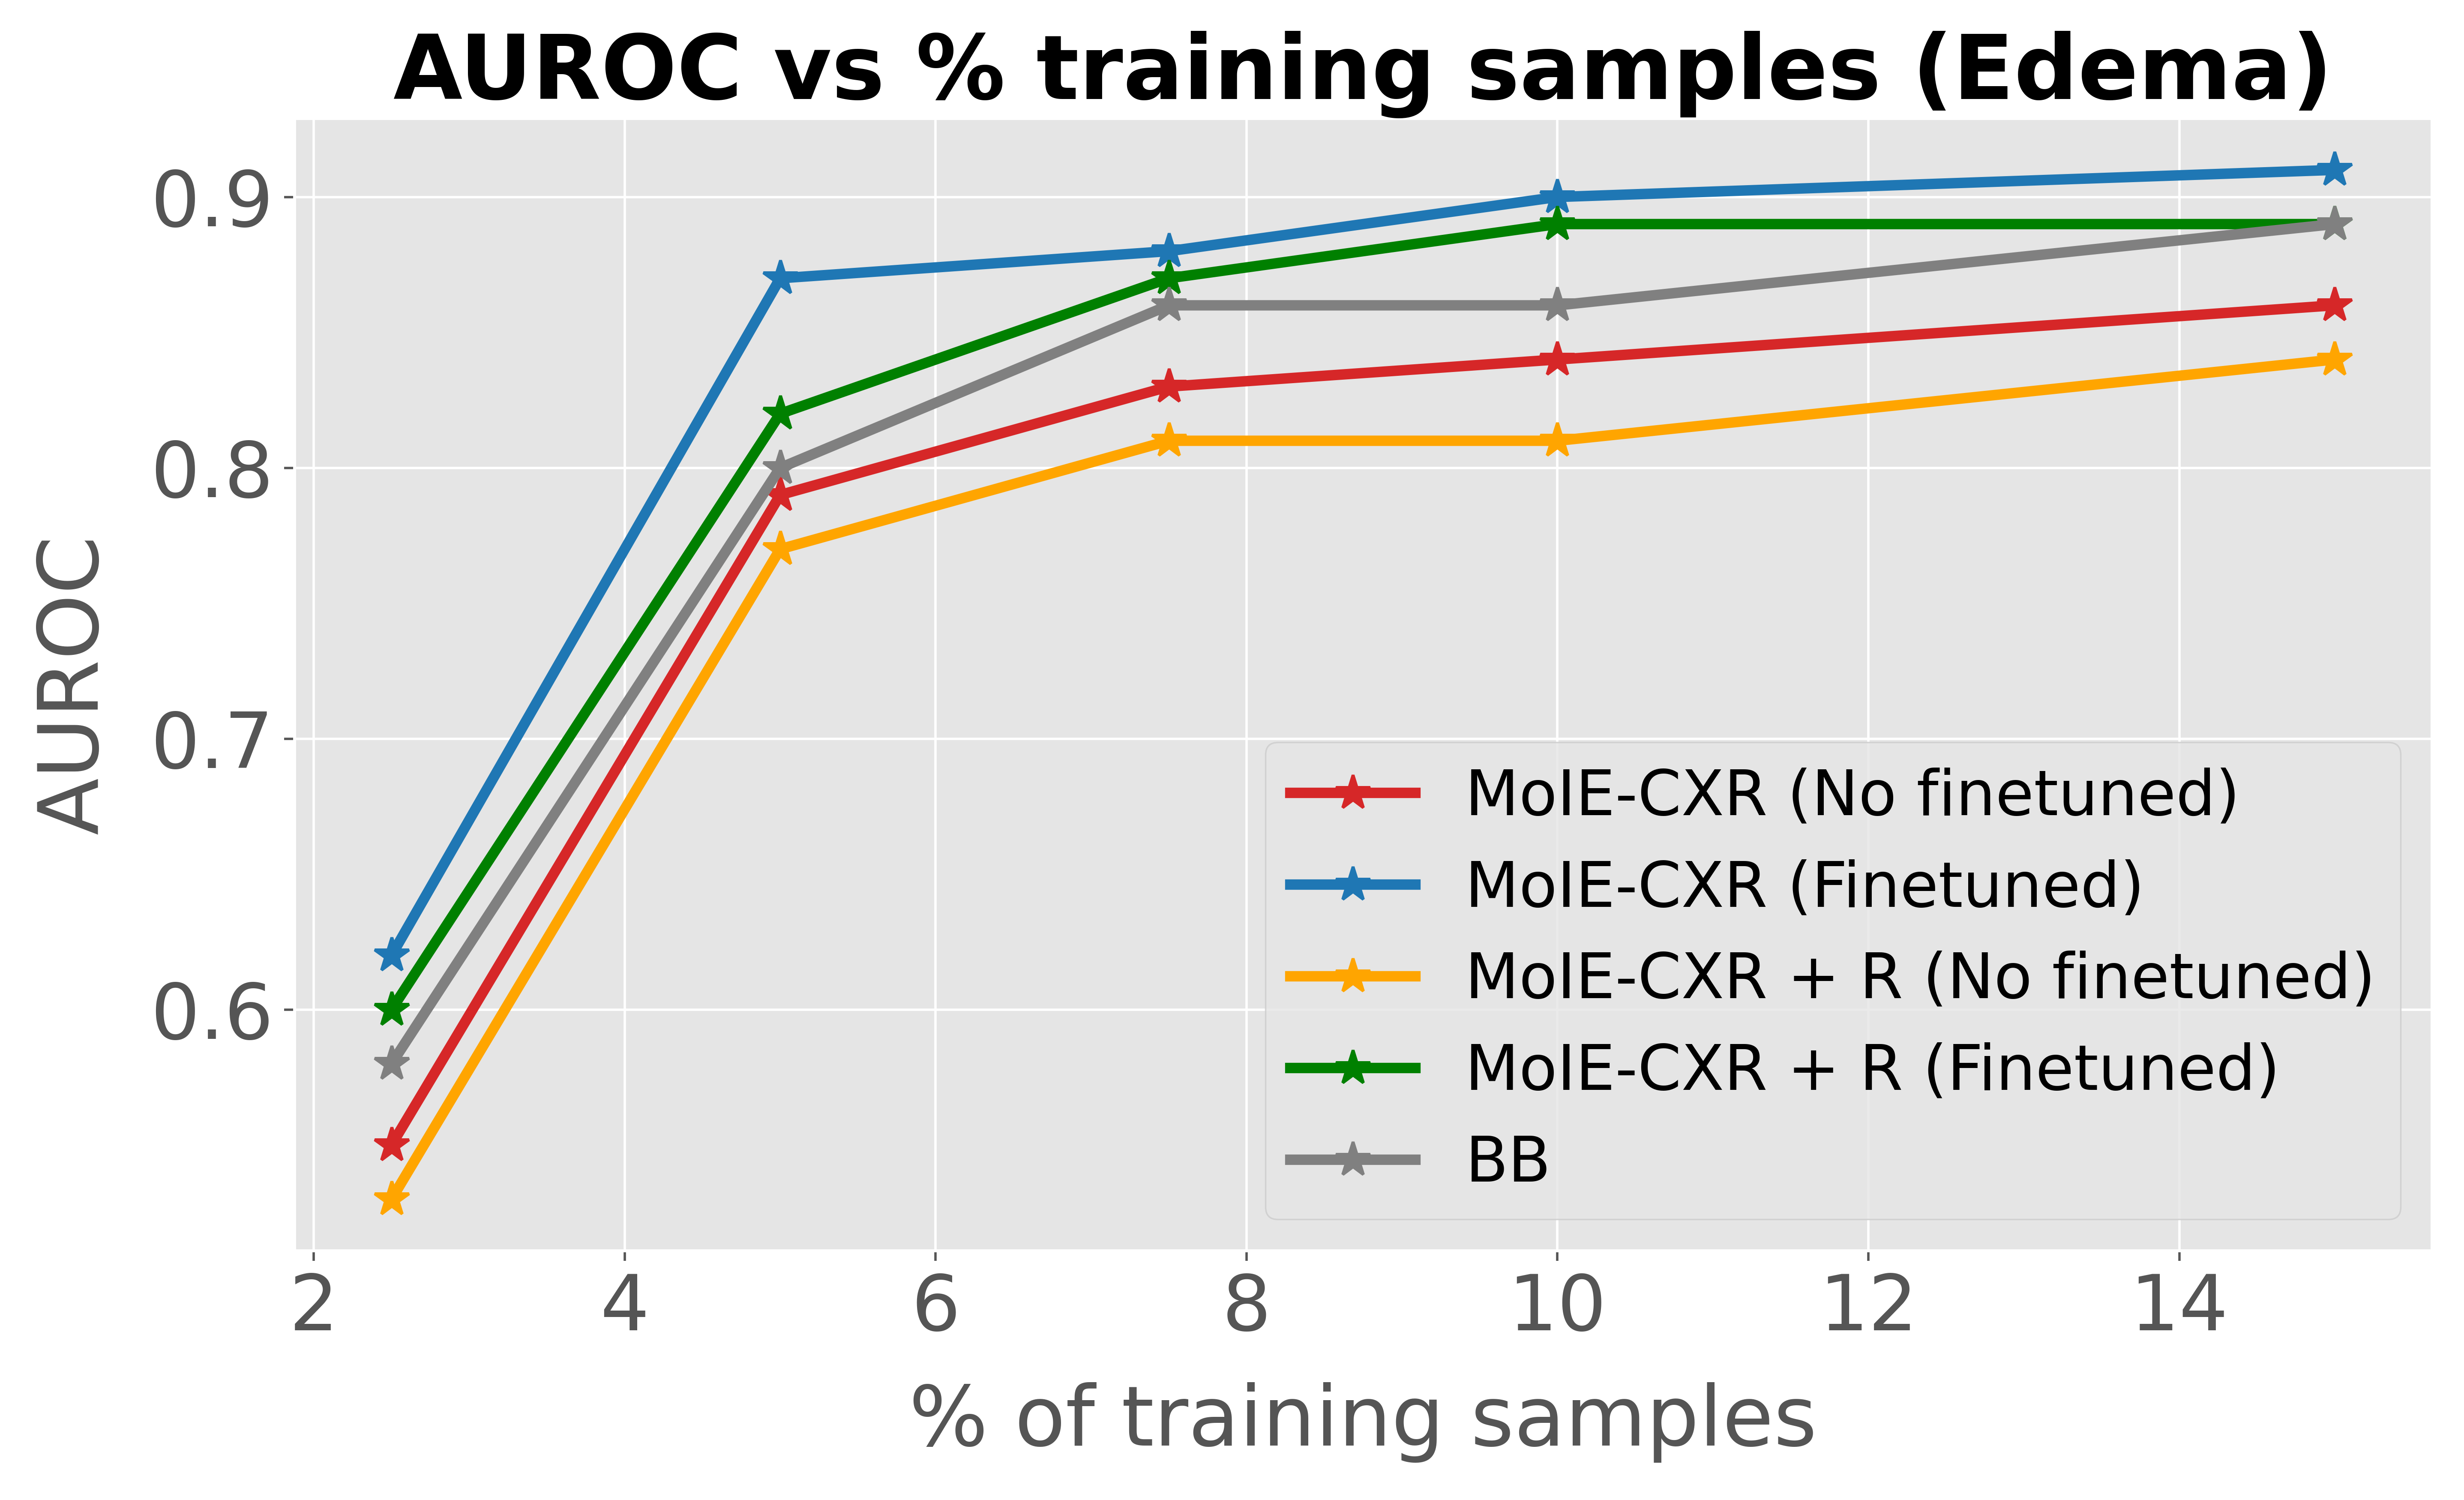 AUROC vs % training samples (Edema)
AUROC
0.9
0.8
0.7
0.6
MoIE-CXR (No finetuned)
MoIE-CXR (Finetuned)
MoIE-CXR + R (No finetuned)
MoIE-CXR + R (Finetuned)
BB
2 4 6 8 10 12 14
% of training samples